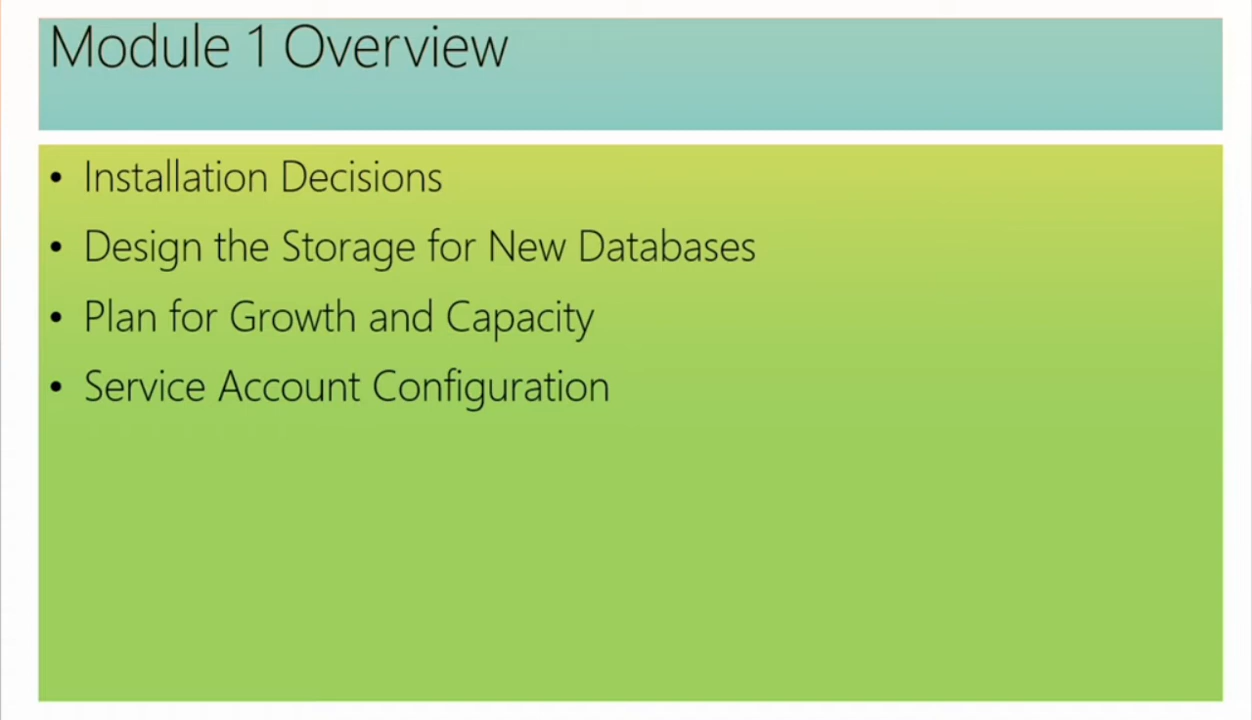 Module 1 Overview
• Installation Decisions
• Design the Storage for New Databases
• Plan for Growth and Capacity
• Service Account Configuration